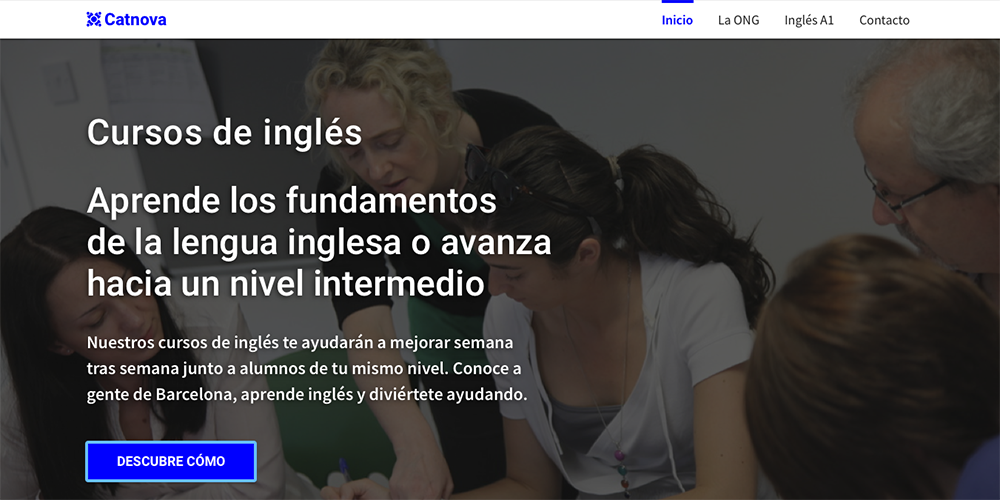 Catnova
Inicio La ONG Inglés A1 Contacto
Cursos de inglés
Aprende los fundamentos
de la lengua inglesa o avanza
hacia un nivel intermedio
Nuestros cursos de inglés te ayudarán a mejorar semana
tras semana junto a alumnos de tu mismo nivel. Conoce a
gente de Barcelona, aprende inglés y diviértete ayudando.
DESCUBRE CÓMO